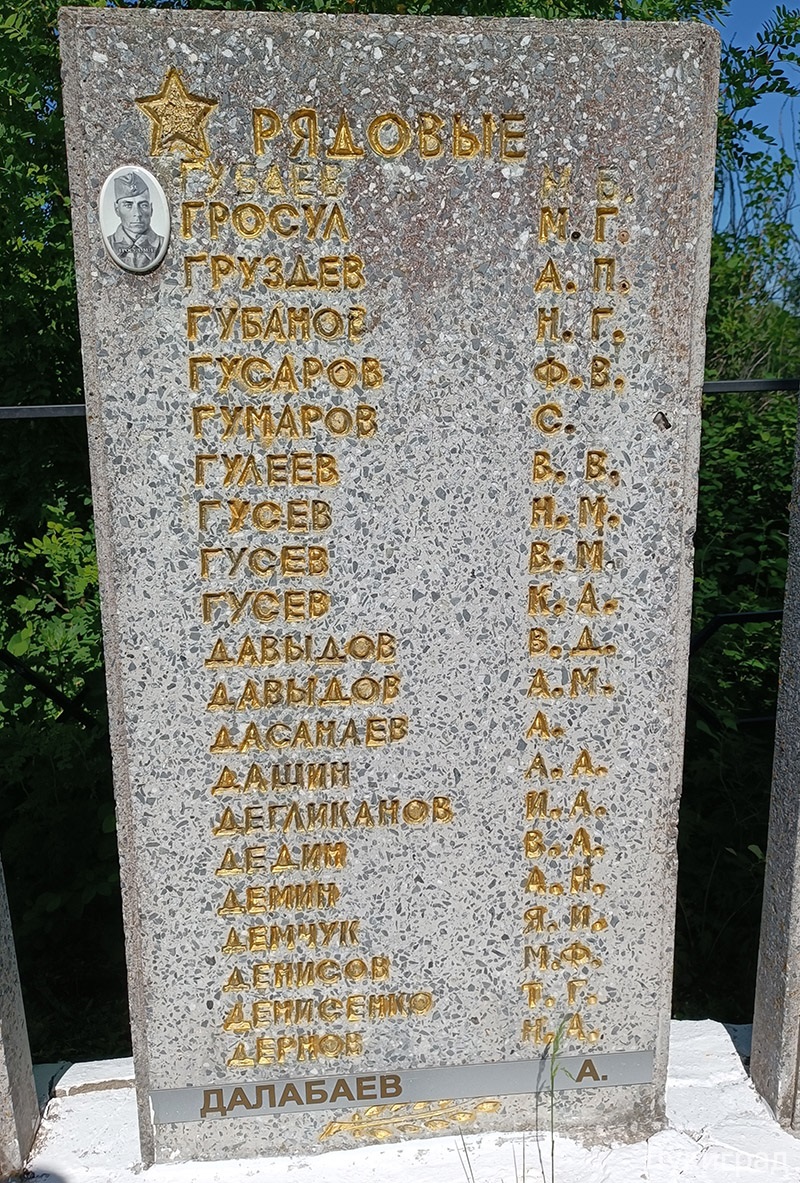 РЯДОВЫЕ
ГУБАЕВ М. Б.
ГРОСУЛ М. Г.
ГРУЗДЕВ А. П.
ГУБАНОВ Н. Г.
ГУСАРОВ Ф. В.
ГУМАРОВ С.
ГУЛЕЕВ В. В.
ГУСЕВ Н. М.
ГУСЕВ В. М.
ГУСЕВ К. А.
ДАВЫДОВ В. Д.
ДАВЫДОВ А. М.
ДАСАНАЕВ А.
ДАШИН А. А.
ДЕГЛИКАНОВ И. А.
ДЕДИН В. А.
ДЕМИН А. Н.
ДЕМЧУК Я. И.
ДЕНИСОВ М. Ф.
ДЕНИСЕНКО Т. Г.
ДЕРНОВ Н. А.
ДАЛАБАЕВ А.